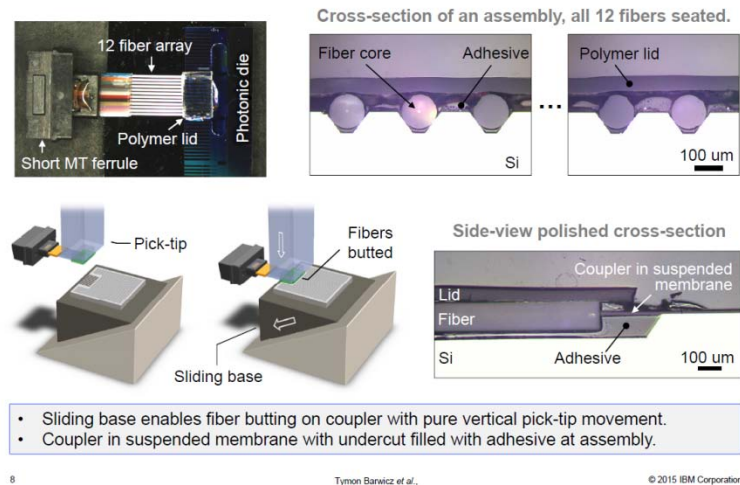 Cross-section of an assembly, all 12 fibers seated.
12 fiber array
Photonic die
Polymer lid
Short MT ferrule
Fiber core
Adhesive
Polymer lid
...
Si
100 um
Pick-tip
Fibers
butted
Sliding base
Side-view polished cross-section
Coupler in suspended
membrane
Lid
Fiber
Si
Adhesive
100 um
• Sliding base enables fiber butting on coupler with pure vertical pick-tip movement.
• Coupler in suspended membrane with undercut filled with adhesive at assembly.
8
Tymon Barwicz et al.,
© 2015 IBM Corporation